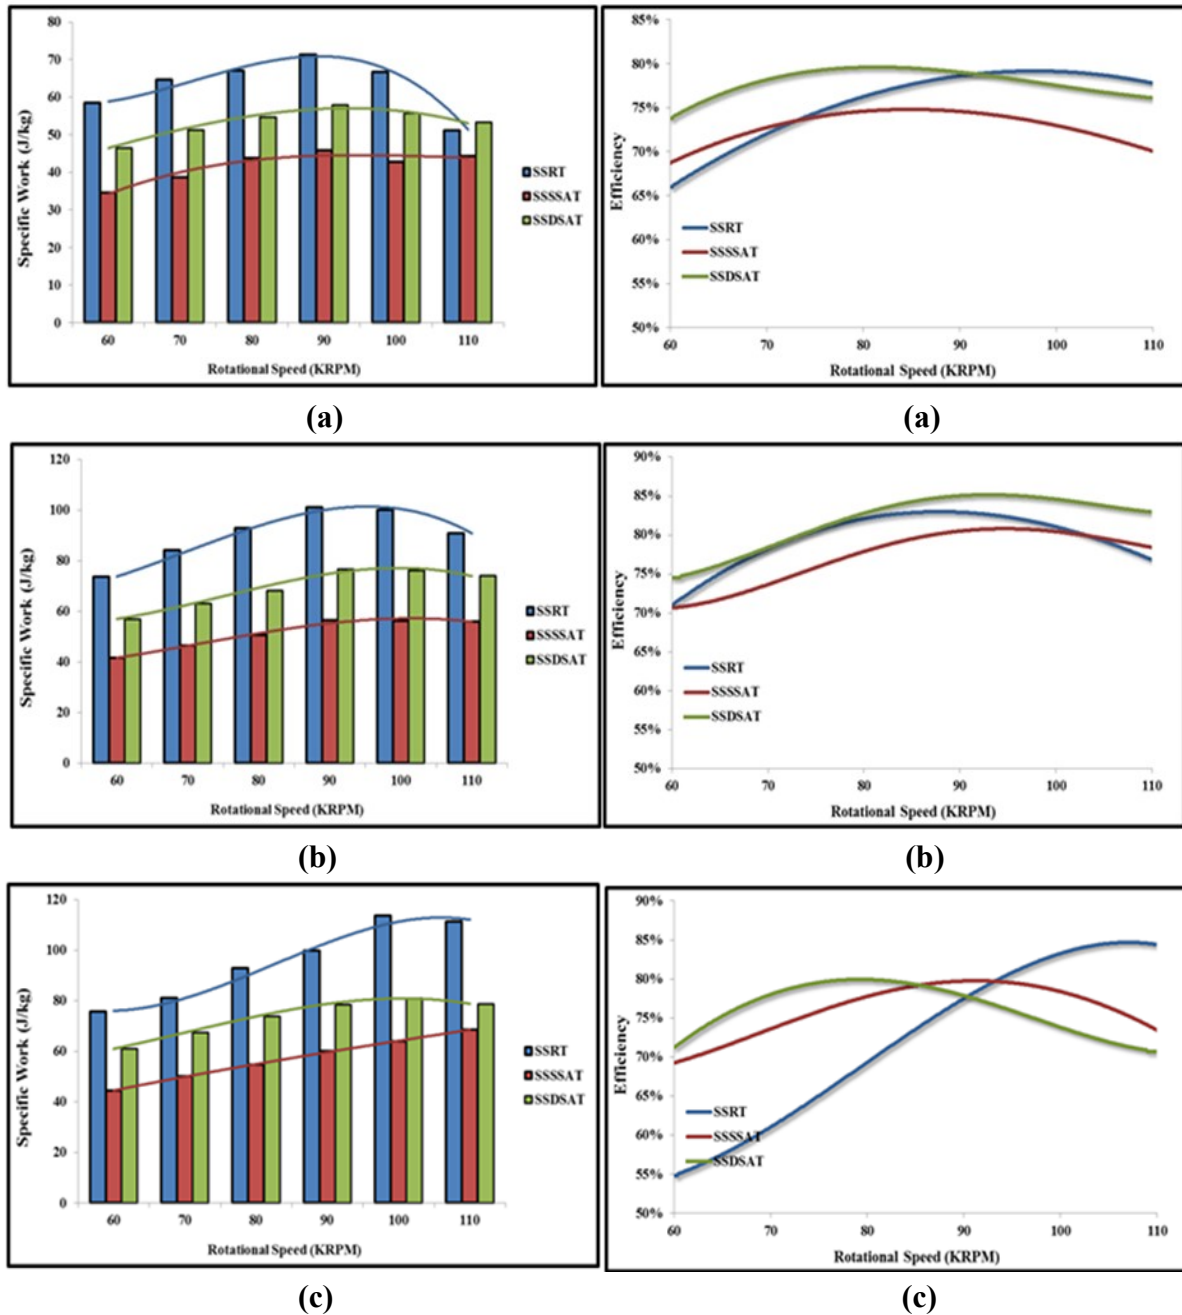 80
70
60
50
40
30
20
10
0
Specific Work (J/kg)
60 70 80 90 100 110
Rotational Speed (KRPM)
SSRT
SSSSAT
SSDSAT
(a)
85%
80%
75%
70%
65%
60%
55%
50%
Efficiency
SSRT
SSSSAT
SSDSAT
60 70 80 90 100 110
Rotational Speed (KRPM)
(a)
120
100
80
60
40
20
0
Specific Work (J/kg)
60 70 80 90 100 110
Rotational Speed (KRPM)
SSRT
SSSSAT
SSDSAT
(b)
90%
85%
80%
75%
70%
65%
60%
55%
50%
Efficiency
SSRT
SSSSAT
SSDSAT
60 70 80 90 100 110
Rotational Speed (KRPM)
(b)
120
100
80
60
40
20
0
Specific Work (J/kg)
60 70 80 90 100 110
Rotational Speed (KRPM)
SSRT
SSSSAT
SSDSAT
(c)
90%
85%
80%
75%
70%
65%
60%
55%
50%
Efficiency
SSRT
SSSSAT
SSDSAT
60 70 80 90 100 110
Rotational Speed (KRPM)
(c)